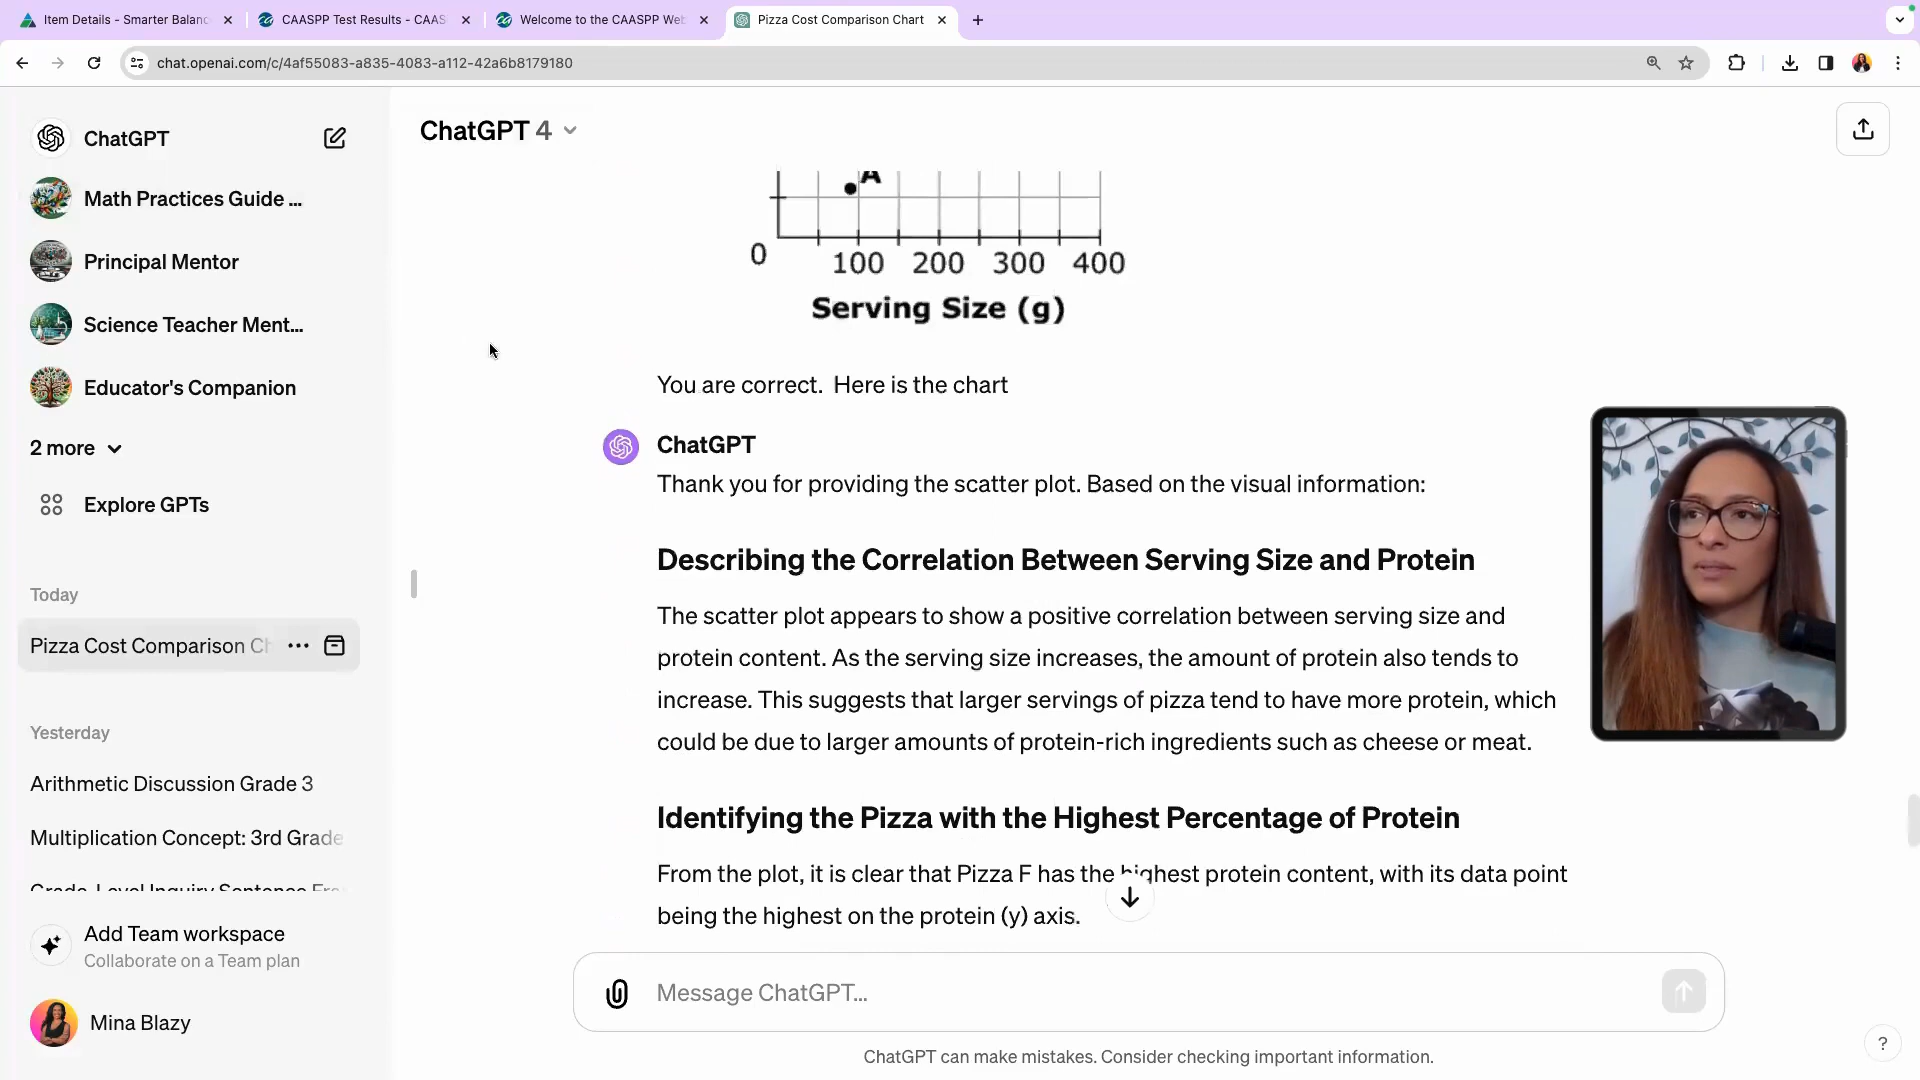 Item Details - Smarter Balanc
CAASPP Test Results - CAAS
Welcome to the CAASPP Web
Pizza Cost Comparison Chart
chat.openai.com/c/4af55083-a835-4083-a112-42a6b8179180
ChatGPT
Math Practices Guide ...
Principal Mentor
Science Teacher Ment...
Educator's Companion
2 more
Explore GPTs
Today
Pizza Cost Comparison Ch
Yesterday
Arithmetic Discussion Grade 3
Multiplication Concept: 3rd Grade
Grade-Level Inquiry Sentence Fra
Add Team workspace
Collaborate on a Team plan
Mina Blazy
ChatGPT 4
A
0
100 200 300 400
Serving Size (g)
You are correct. Here is the chart
ChatGPT
Thank you for providing the scatter plot. Based on the visual information:
Describing the Correlation Between Serving Size and Protein
The scatter plot appears to show a positive correlation between serving size and
protein content. As the serving size increases, the amount of protein also tends to
increase. This suggests that larger servings of pizza tend to have more protein, which
could be due to larger amounts of protein-rich ingredients such as cheese or meat.
Identifying the Pizza with the Highest Percentage of Protein
From the plot, it is clear that Pizza F has the highest protein content, with its data point
being the highest on the protein (y) axis.
Message ChatGPT...
ChatGPT can make mistakes. Consider checking important information.
?